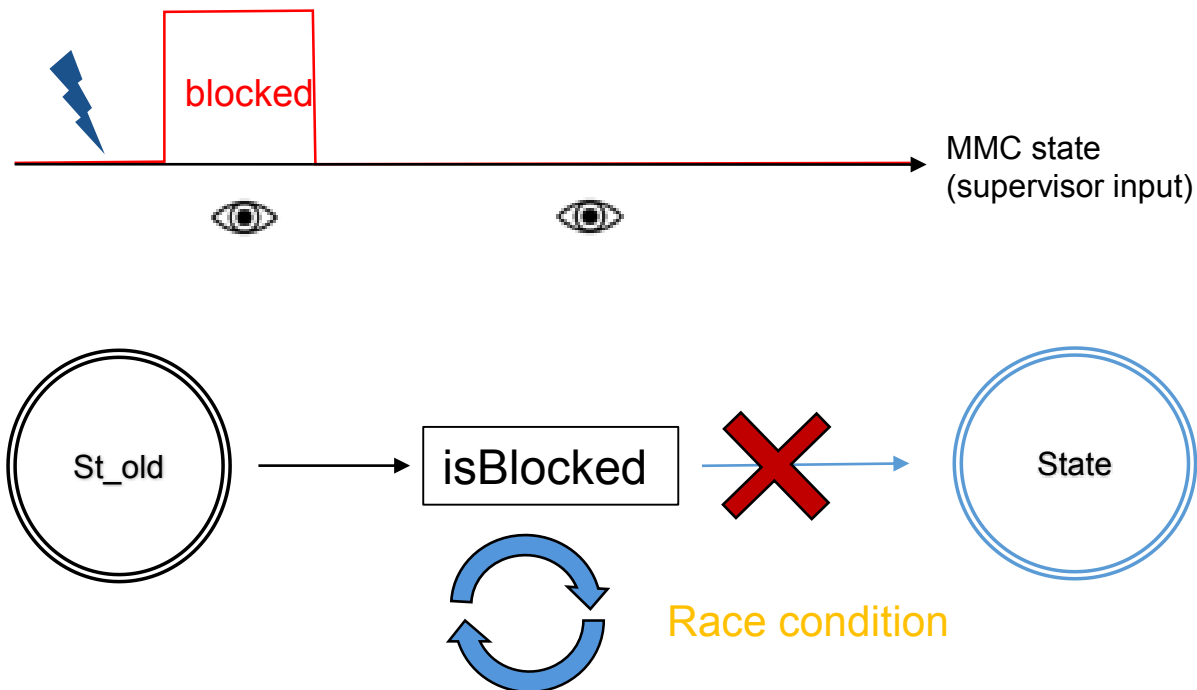 blocked
MMC state
(supervisor input)
St_old
isBlocked
State
Race condition